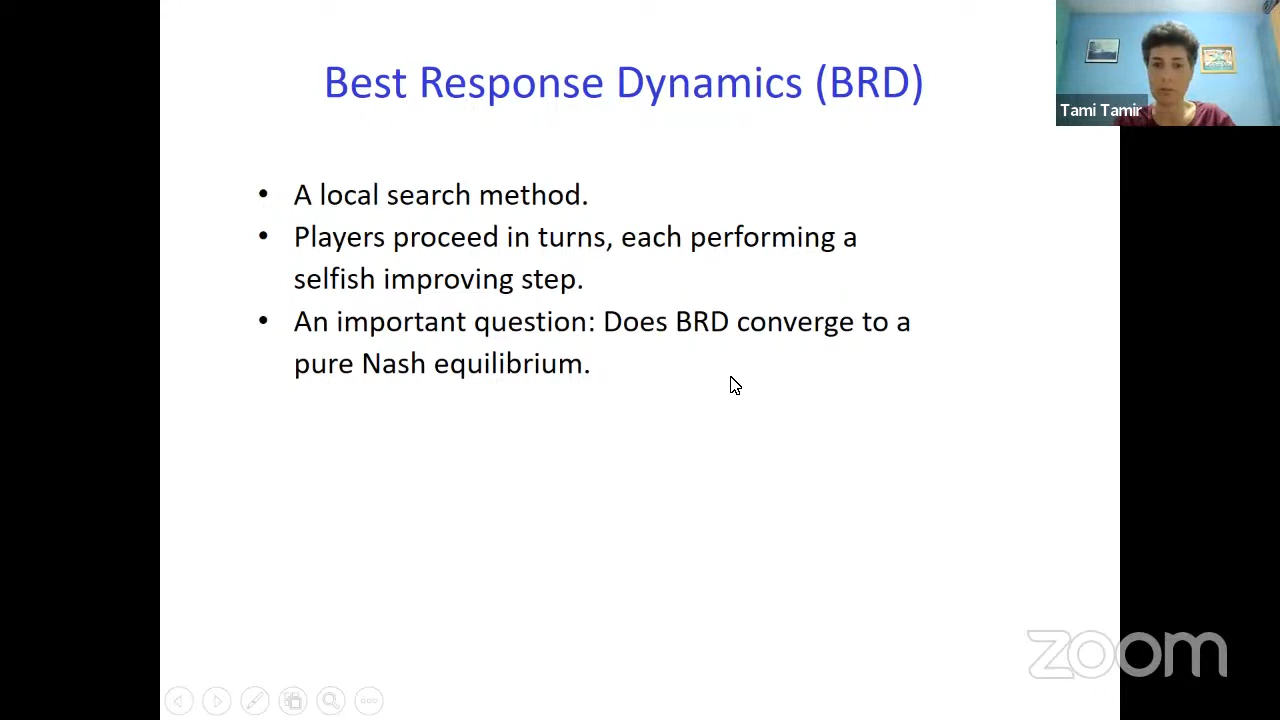 Best Response Dynamics (BRD)
Tami Tamir
• A local search method.
• Players proceed in turns, each performing a
selfish improving step.
• An important question: Does BRD converge to a
pure Nash equilibrium.
zoom